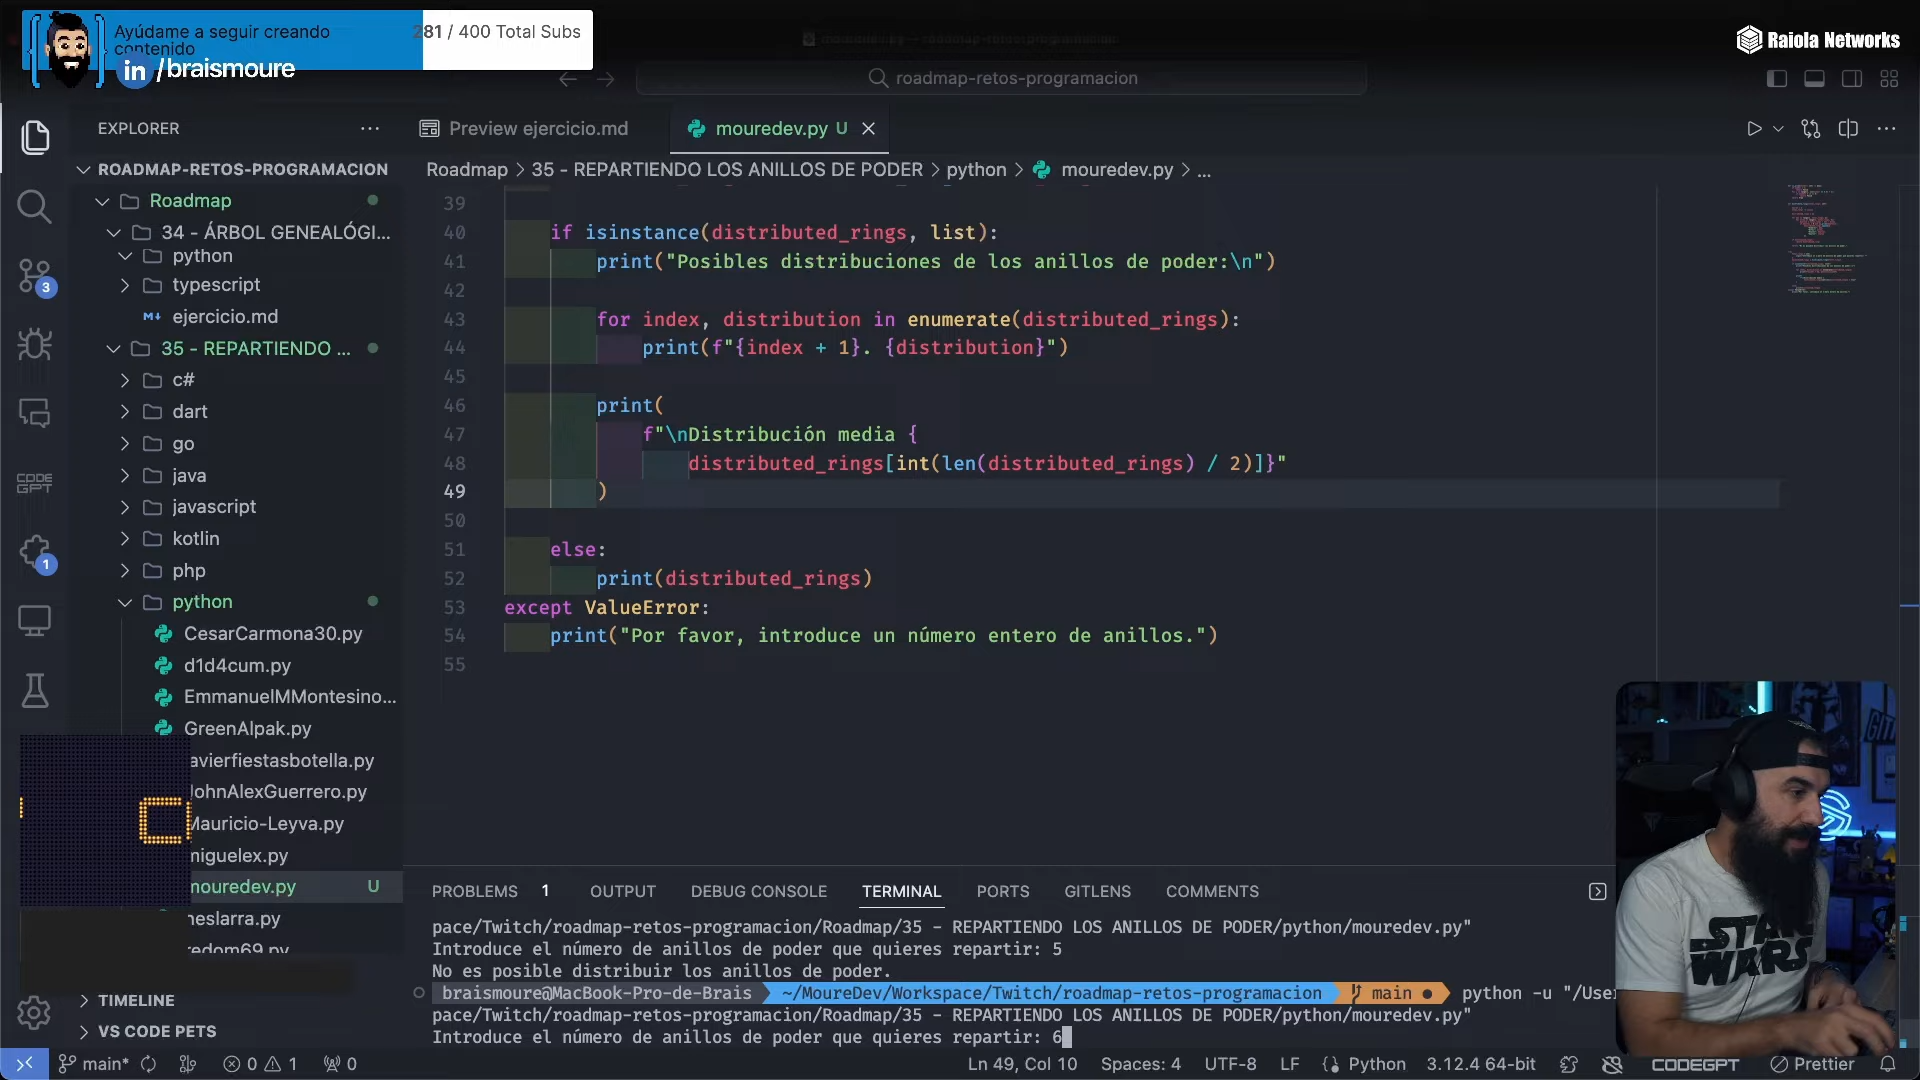 Ayúdame a seguir creando
contenido
281 / 400 Total Subs
in /braismoure
Raiola Networks
roadmap-retos-programacion
EXPLORER
Preview ejercicio.md
mouredev.py U
ROADMAP-RETOS-PROGRAMACION
Roadmap > 35 - REPARTIENDO LOS ANILLOS DE PODER > python > mouredev.py > ...
Roadmap
34 - ÁRBOL GENEALÓGI...
python
typescript
ejercicio.md
35 - REPARTIENDO ...
c#
dart
go
java
javascript
kotlin
php
python
CesarCarmona30.py
d1d4cum.py
EmmanuelMMontesino...
GreenAlpak.py
avierfiestasbotella.py
JohnAlexGuerrero.py
Mauricio-Leyva.py
miguelex.py
mouredev.py U
neslarra.py
redom69.py
TIMELINE
VS CODE PETS
3
CODE
GPT
1
39
40 if isinstance(distributed_rings, list):
41 print("Posibles distribuciones de los anillos de poder:\n")
42
43 for index, distribution in enumerate(distributed_rings):
44 print(f"{index + 1}. {distribution}")
45
46 print(
47 f"\nDistribución media {
48 distributed_rings[int(len(distributed_rings) / 2)]}"
49 )
50
51 else:
52 print(distributed_rings)
53 except ValueError:
54 print("Por favor, introduce un número entero de anillos.")
55
PROBLEMS 1 OUTPUT DEBUG CONSOLE TERMINAL PORTS GITLENS COMMENTS
pace/Twitch/roadmap-retos-programacion/Roadmap/35 - REPARTIENDO LOS ANILLOS DE PODER/python/mouredev.py"
Introduce el número de anillos de poder que quieres repartir: 5
No es posible distribuir los anillos de poder.
braismoure@MacBook-Pro-de-Brais ~/MoureDev/Workspace/Twitch/roadmap-retos-programacion main ● python -u "/User
pace/Twitch/roadmap-retos-programacion/Roadmap/35 - REPARTIENDO LOS ANILLOS DE PODER/python/mouredev.py"
Introduce el número de anillos de poder que quieres repartir: 6
STAR
WARS
main* 0 1 0 Ln 49, Col 10 Spaces: 4 UTF-8 LF Python 3.12.4 64-bit CODEGPT Prettier